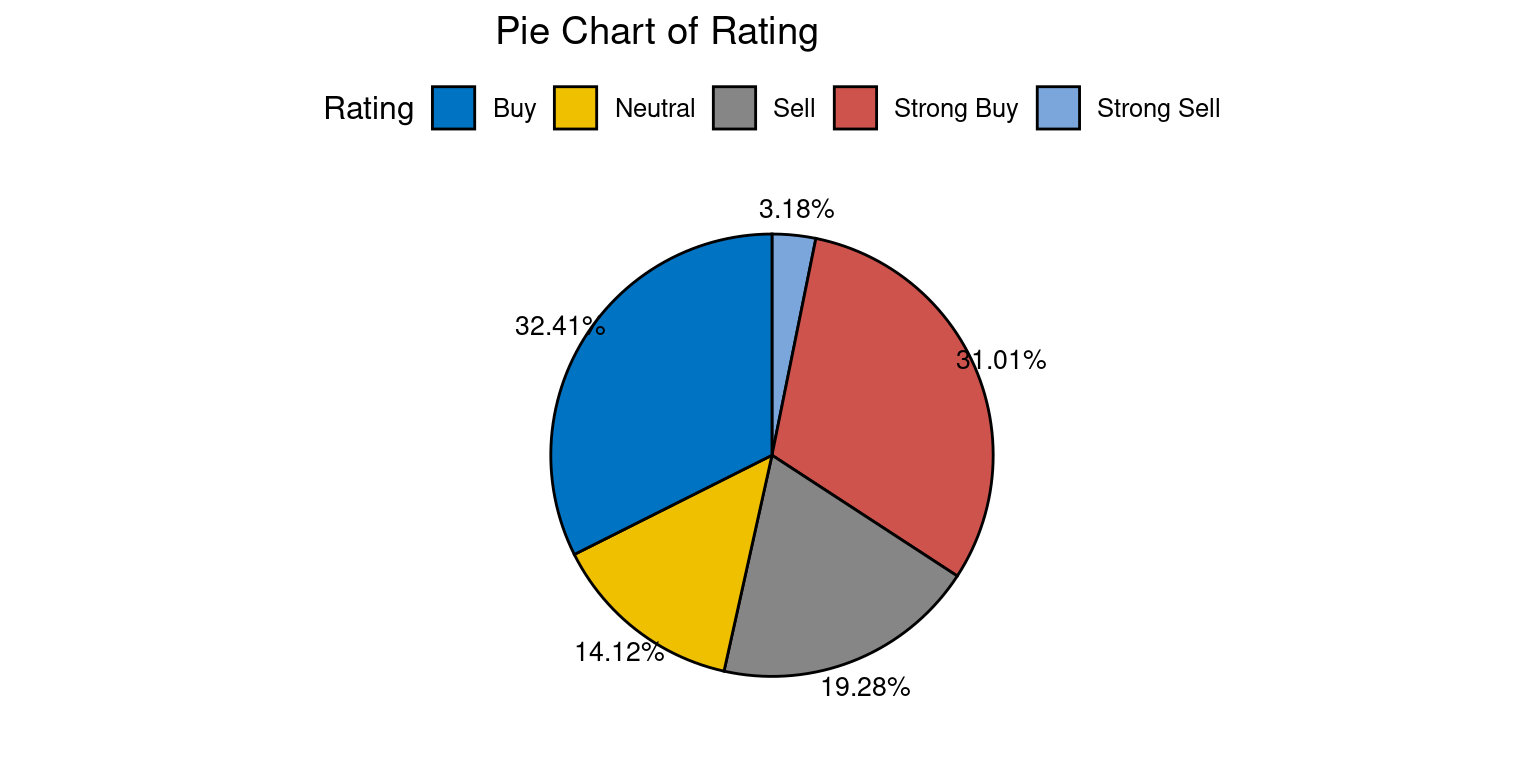 Pie Chart of Rating
Rating Buy Neutral Sell Strong Buy Strong Sell
3.18%
32.41%
31.01%
14.12%
19.28%